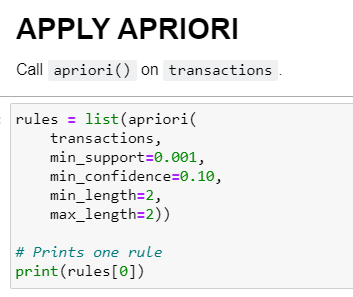 APPLY APRIORI
Call apriori() on transactions.
rules = list(apriori(
    transactions,
    min_support=0.001,
    min_confidence=0.10,
    min_length=2,
    max_length=2))

# Prints one rule
print(rules[0])